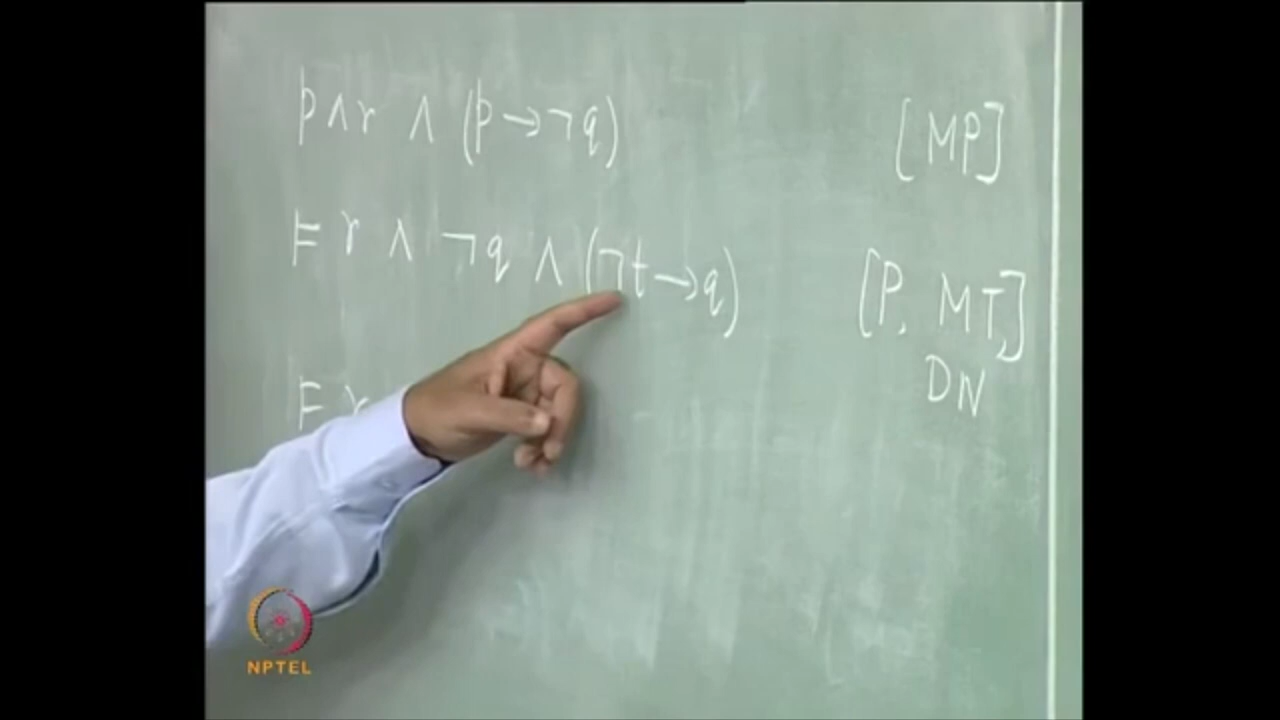 p ∧ r ∧ (p → ¬q) [MP]
⊨ r ∧ ¬q ∧ (¬t → q) [P, MT,]
DN
⊨ r
NPTEL